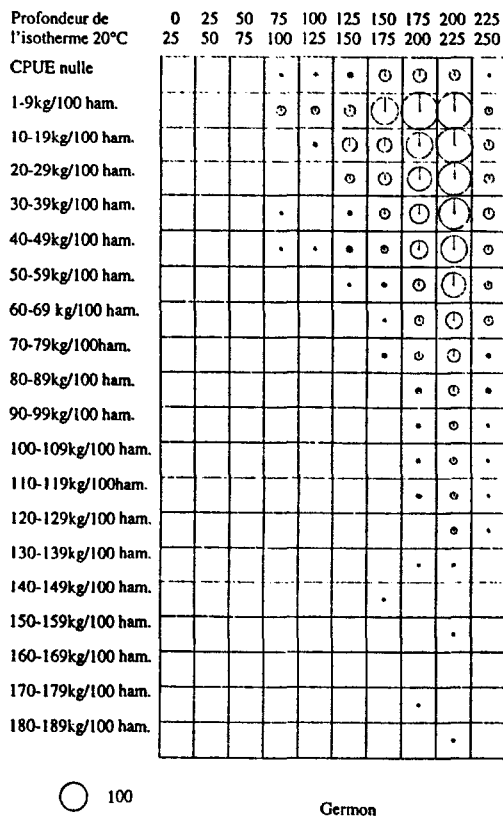 Profondeur de 0 25 50 75 100 125 150 175 200 225
l'isotherme 20°C 25 50 75 100 125 150 175 200 225 250
CPUE nulle
1-9kg/100 ham.
10-19kg/100 ham.
20-29kg/100 ham.
30-39kg/100 ham.
40-49kg/100 ham.
50-59kg/100 ham.
60-69 kg/100 ham.
70-79kg/100ham.
80-89kg/100 ham.
90-99kg/100 ham.
100-109kg/100 ham.
110-119kg/100ham.
120-129kg/100 ham.
130-139kg/100 ham.
140-149kg/100 ham.
150-159kg/100 ham.
160-169kg/100 ham.
170-179kg/100 ham.
180-189kg/100 ham.
100
Germon